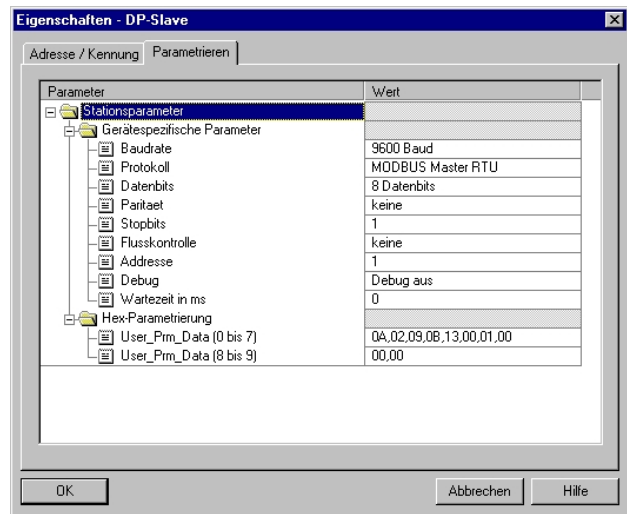 Eigenschaften - DP-Slave
Adresse / Kennung Parametrieren
Parameter Wert
Stationsparameter
Gerätespezifische Parameter
Baudrate 9600 Baud
Protokoll MODBUS Master RTU
Datenbits 8 Datenbits
Paritaet keine
Stopbits 1
Flusskontrolle keine
Addresse 1
Debug Debug aus
Wartezeit in ms 0
Hex-Parametrierung
User_Prm_Data (0 bis 7) 0A,02,09,0B,13,00,01,00
User_Prm_Data (8 bis 9) 00,00
OK Abbrechen Hilfe